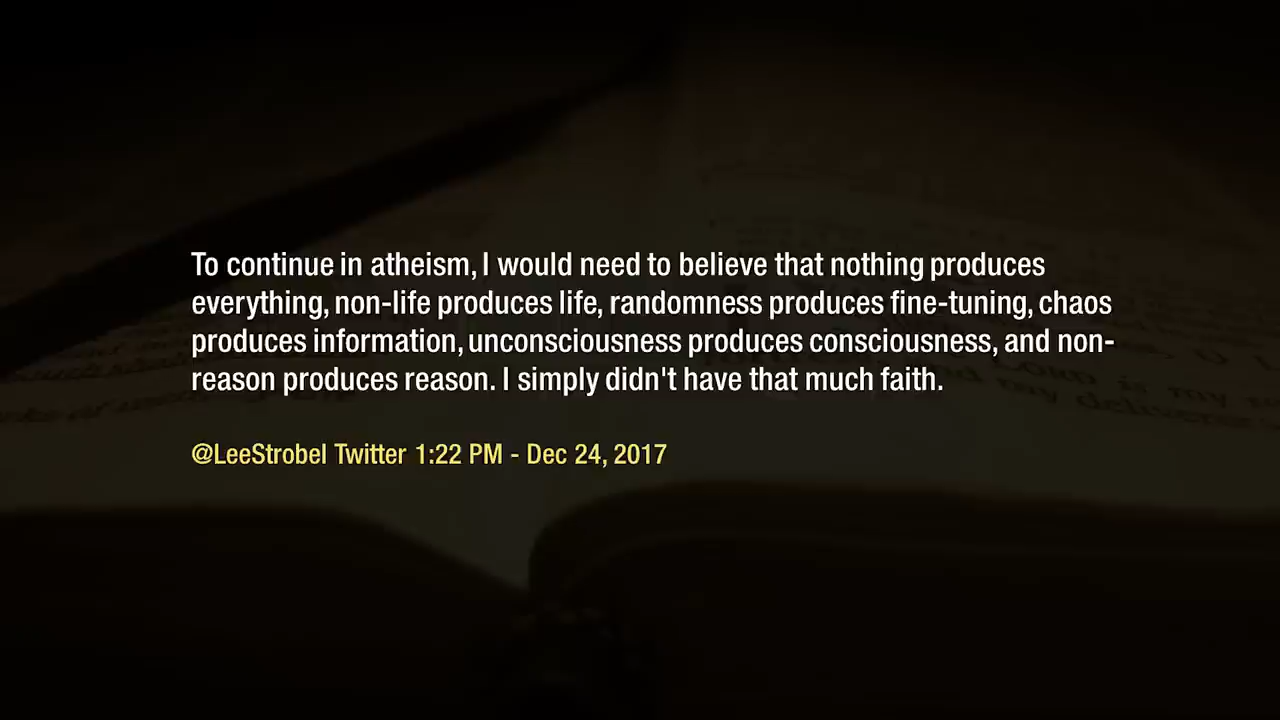 To continue in atheism, I would need to believe that nothing produces
everything, non-life produces life, randomness produces fine-tuning, chaos
produces information, unconsciousness produces consciousness, and non-
reason produces reason. I simply didn't have that much faith.
@LeeStrobel Twitter 1:22 PM - Dec 24, 2017